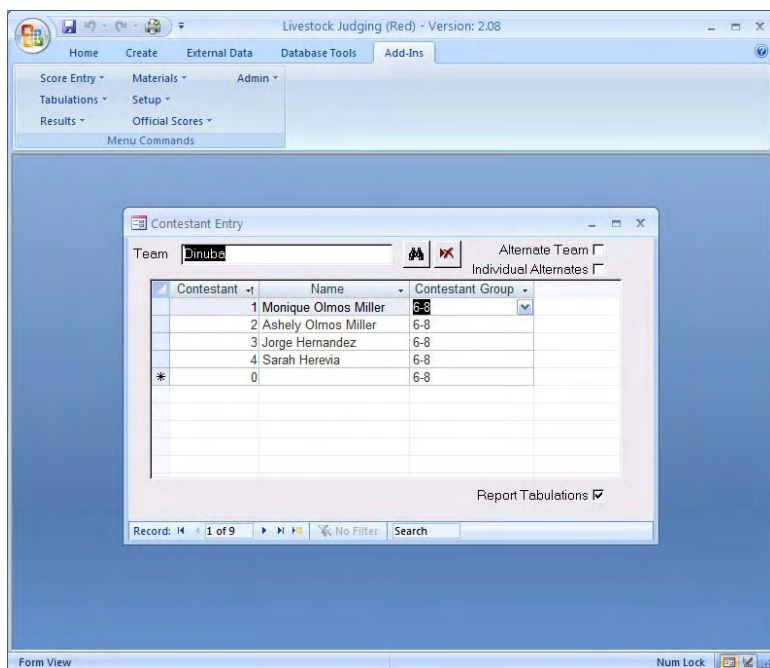 Livestock Judging (Red) - Version: 2.08
Home Create External Data Database Tools Add-Ins
Score Entry Materials Admin
Tabulations Setup
Results Official Scores
Menu Commands
Contestant Entry
Team Dinuba Alternate Team
Individual Alternates
Contestant Name Contestant Group
1 Monique Olmos Miller 6-8
2 Ashely Olmos Miller 6-8
3 Jorge Hernandez 6-8
4 Sarah Herevia 6-8
0 6-8
Report Tabulations
Record: 1 of 9 No Filter Search
Form View Num Lock